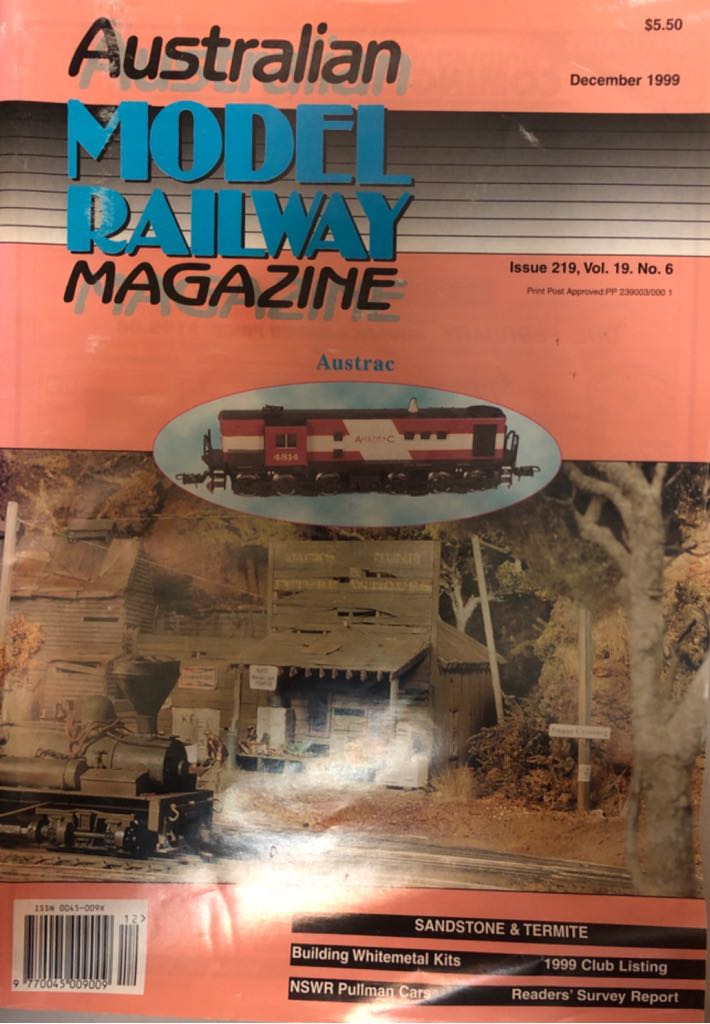 $5.50
Australian
December 1999
MODEL
RAILWAY
MAGAZINE
Issue 219, Vol. 19. No. 6
Print Post Approved:PP 239003/000 1
Austrac
4814
AUSTRAC
ISSN 0045-009X
12>
9 770045 009009
SANDSTONE & TERMITE
Building Whitemetal Kits
1999 Club Listing
NSWR Pullman Cars
Readers' Survey Report